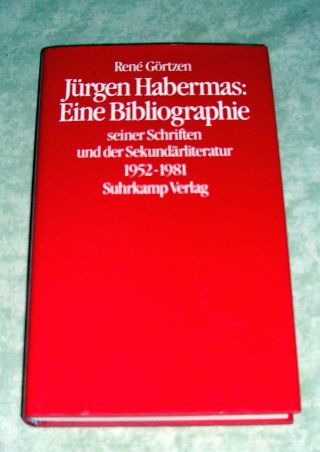 René Görtzen
Jürgen Habermas:
Eine Bibliographie
seiner Schriften
und der Sekundärliteratur
1952-1981
Suhrkamp Verlag